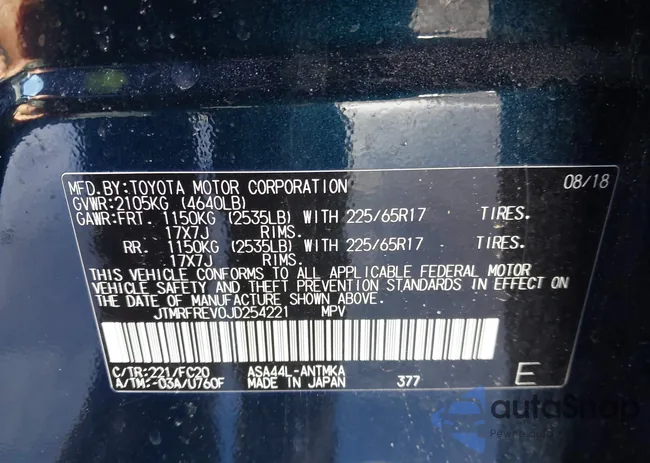 MFD.BY:TOYOTA MOTOR CORPORATION 08/18
GVWR:2105KG (4640LB)
GAWR:FRT. 1150KG (2535LB) WITH 225/65R17 TIRES.
17X7J RIMS.
RR. 1150KG (2535LB) WITH 225/65R17 TIRES.
17X7J RIMS.
THIS VEHICLE CONFORMS TO ALL APPLICABLE FEDERAL MOTOR
VEHICLE SAFETY AND THEFT PREVENTION STANDARDS IN EFFECT ON
THE DATE OF MANUFACTURE SHOWN ABOVE.
JTMRFREV0JD254221 MPV
C/TR:221/FC20 ASA44L-ANTMKA
A/TM:-03A/U760F MADE IN JAPAN 377 E
autoSnap